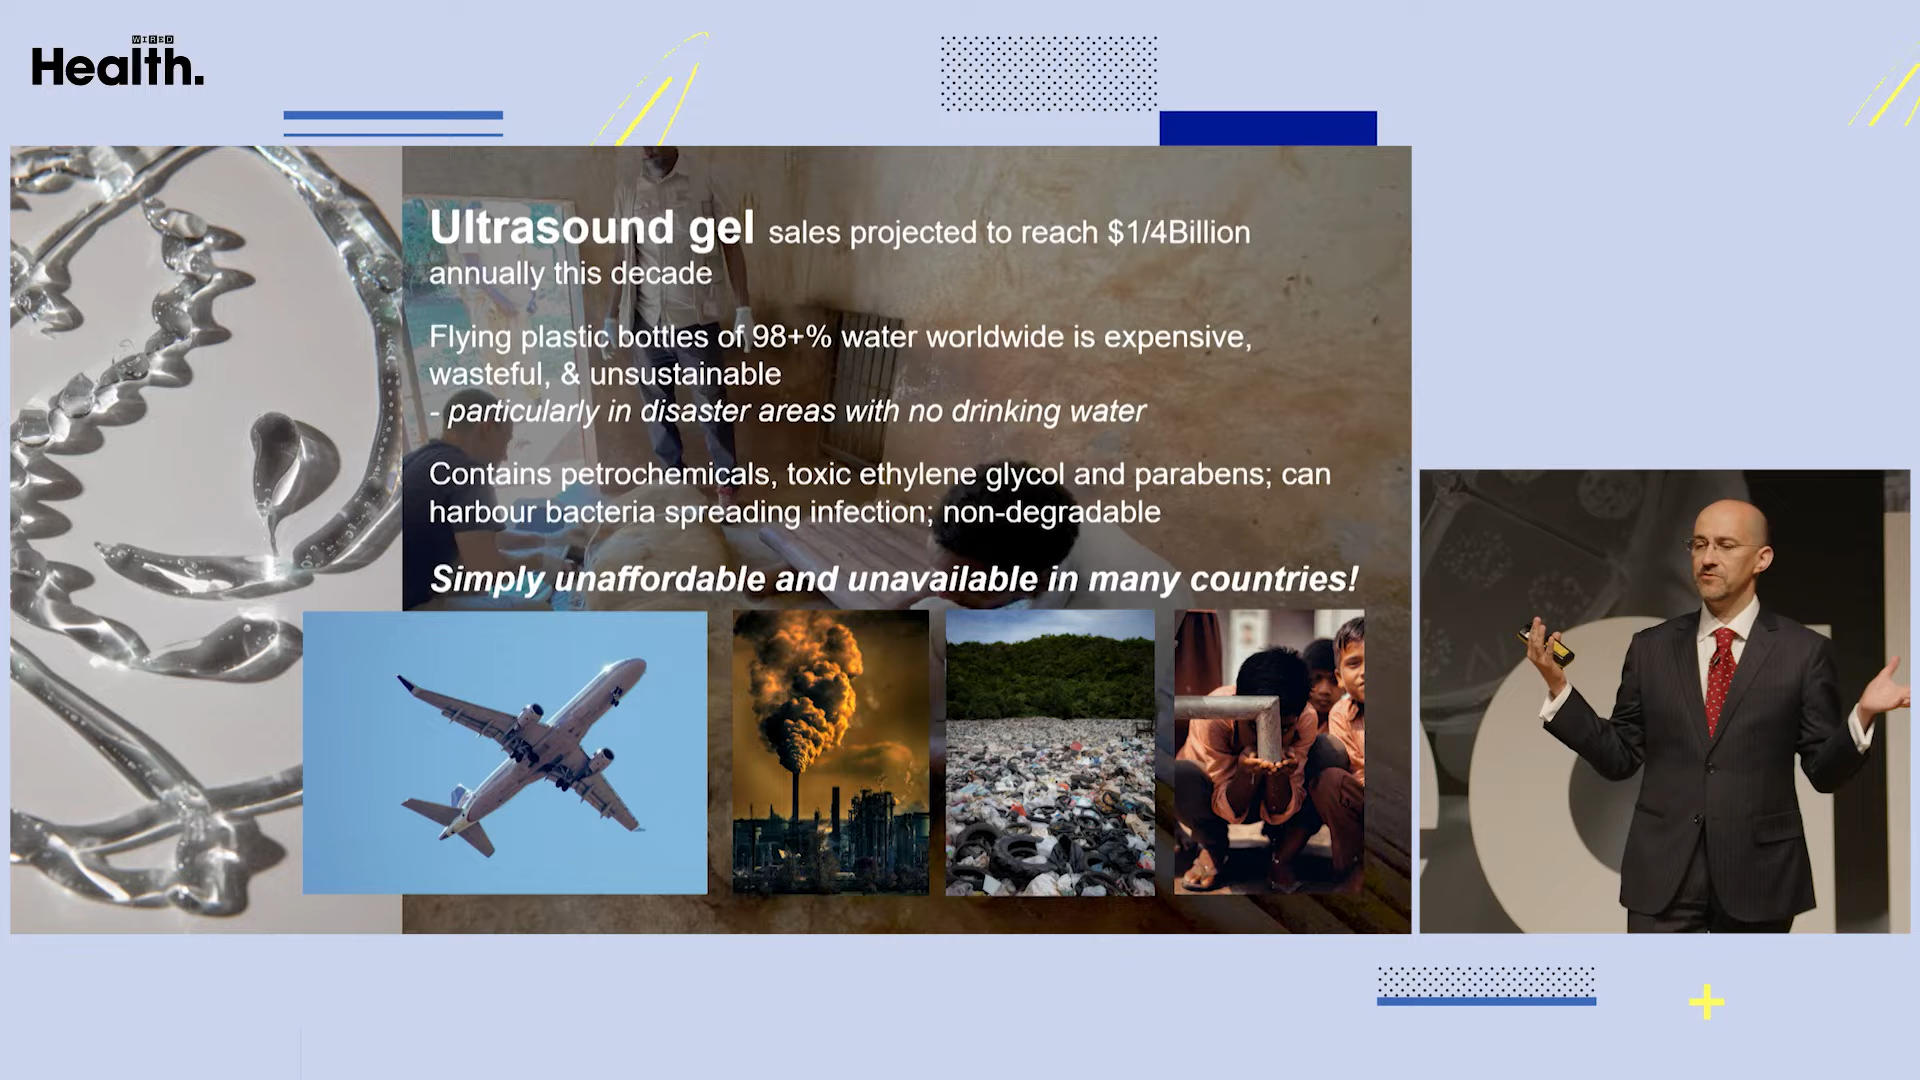 WIRED
Health.
Ultrasound gel sales projected to reach $1/4Billion
annually this decade
Flying plastic bottles of 98+% water worldwide is expensive,
wasteful, & unsustainable
- particularly in disaster areas with no drinking water
Contains petrochemicals, toxic ethylene glycol and parabens; can
harbour bacteria spreading infection; non-degradable
Simply unaffordable and unavailable in many countries!